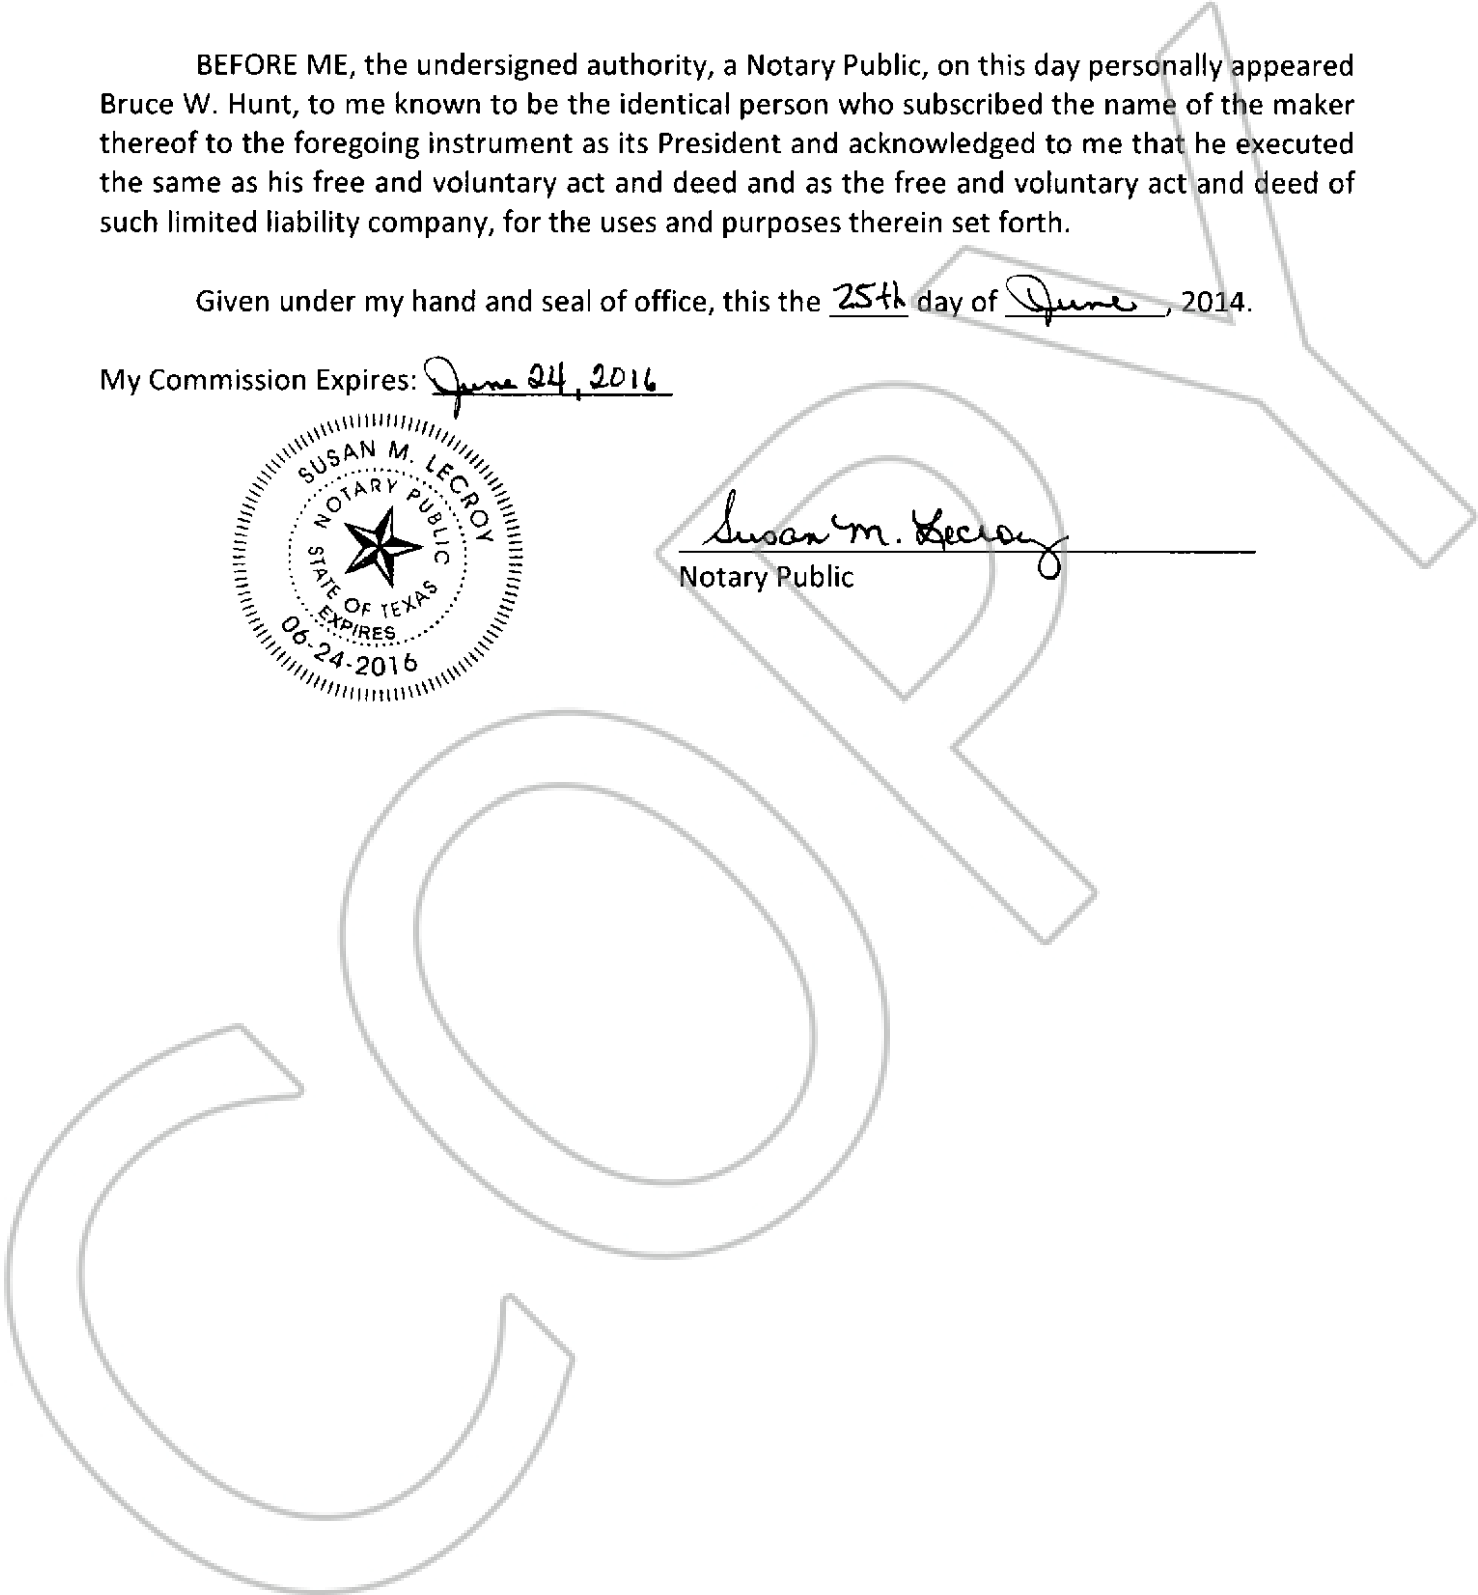 BEFORE ME, the undersigned authority, a Notary Public, on this day personally appeared
Bruce W. Hunt, to me known to be the identical person who subscribed the name of the maker
thereof to the foregoing instrument as its President and acknowledged to me that he executed
the same as his free and voluntary act and deed and as the free and voluntary act and deed of
such limited liability company, for the uses and purposes therein set forth.
Given under my hand and seal of office, this the 25th day of June, 2014.
My Commission Expires: June 24, 2016
SUSAN M. LECROY
NOTARY PUBLIC
STATE OF TEXAS
EXPIRES
06-24-2016
Susan M. Lecroy
Notary Public
COPY